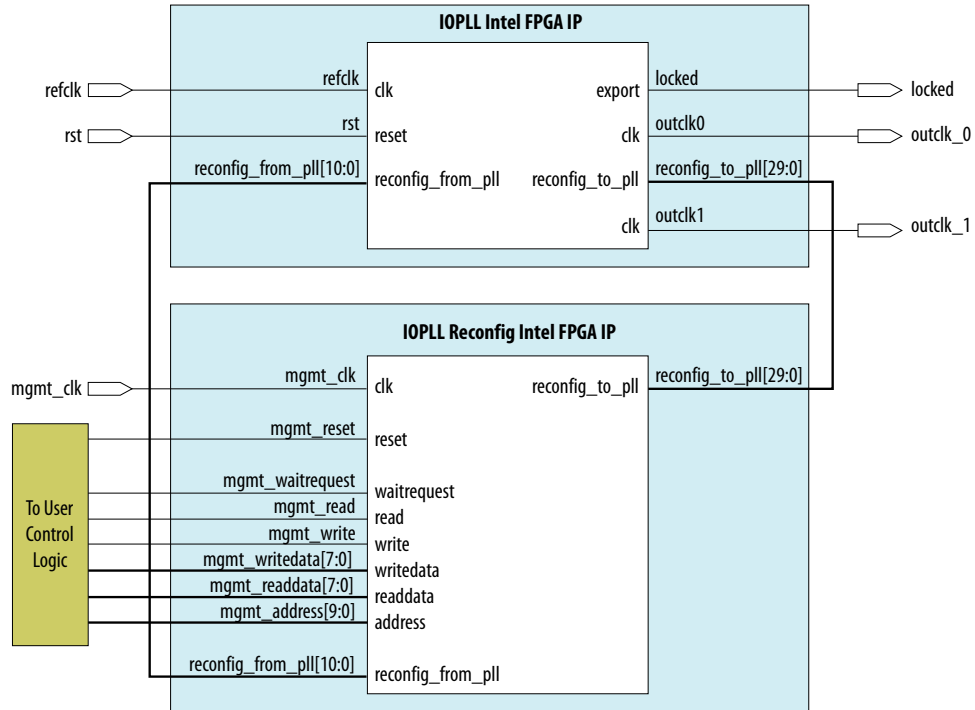 IOPLL Intel FPGA IP
refclk
refclk
clk
export
locked
locked
rst
rst
reset
clk
outclk0
outclk_0
reconfig_from_pll[10:0]
reconfig_from_pll
reconfig_to_pll
reconfig_to_pll[29:0]
clk
outclk1
outclk_1
IOPLL Reconfig Intel FPGA IP
mgmt_clk
mgmt_clk
clk
reconfig_to_pll
reconfig_to_pll[29:0]
mgmt_reset
reset
To User
Control
Logic
mgmt_waitrequest
waitrequest
mgmt_read
read
mgmt_write
write
mgmt_writedata[7:0]
writedata
mgmt_readdata[7:0]
readdata
mgmt_address[9:0]
address
reconfig_from_pll[10:0]
reconfig_from_pll